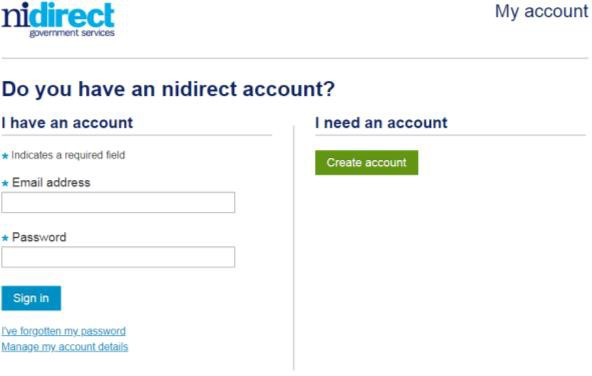 nidirect
government services
My account
Do you have an nidirect account?
I have an account
★ Indicates a required field
★ Email address
★ Password
Sign in
I've forgotten my password
Manage my account details
I need an account
Create account